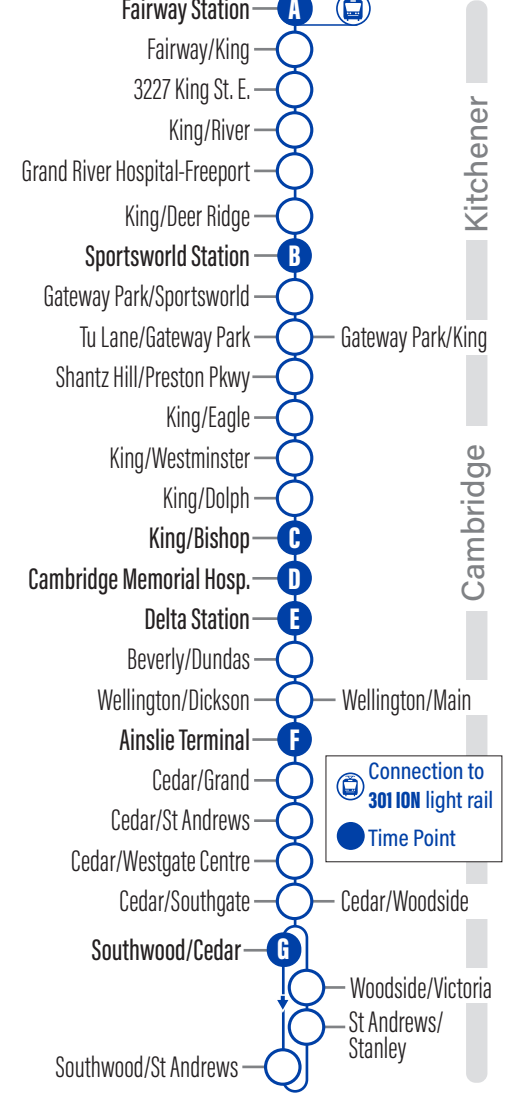 Fairway Station
A
Fairway/King
3227 King St. E.
King/River
Grand River Hospital-Freeport
King/Deer Ridge
Sportsworld Station
B
Gateway Park/Sportsworld
Tu Lane/Gateway Park
Gateway Park/King
Shantz Hill/Preston Pkwy
King/Eagle
King/Westminster
King/Dolph
King/Bishop
C
Cambridge Memorial Hosp.
D
Delta Station
E
Beverly/Dundas
Wellington/Dickson
Wellington/Main
Ainslie Terminal
F
Cedar/Grand
Cedar/St Andrews
Cedar/Westgate Centre
Cedar/Southgate
Cedar/Woodside
Southwood/Cedar
G
Woodside/Victoria
St Andrews/
Stanley
Southwood/St Andrews
Kitchener
Cambridge
Connection to
301 ION light rail
Time Point